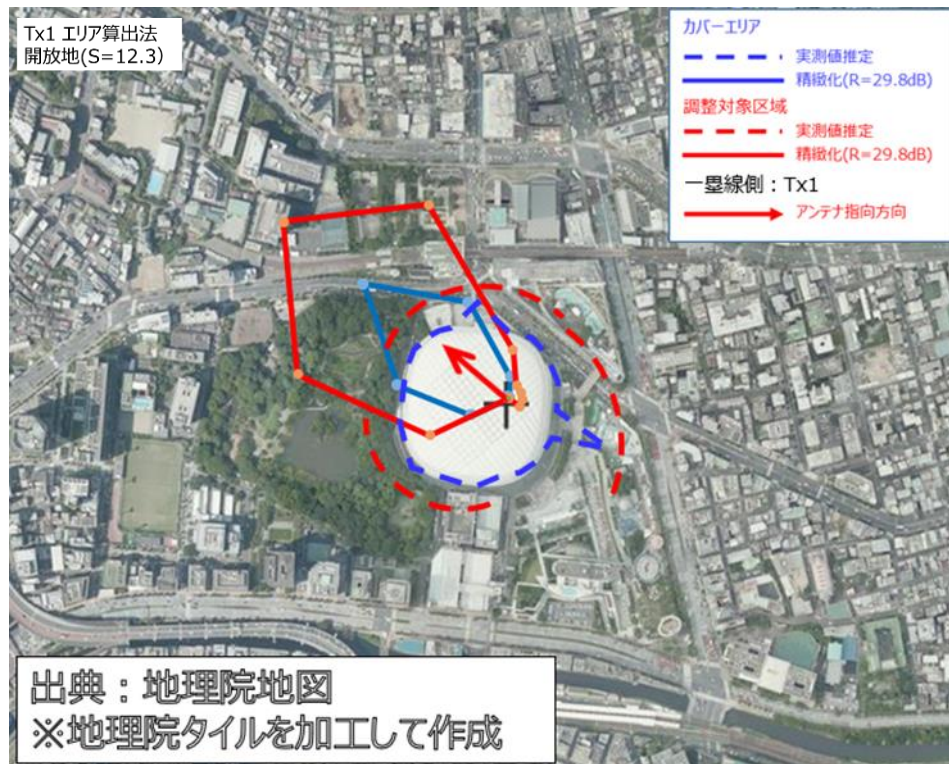 Tx1 エリア算出法
開放地(S=12.3)
カバーエリア
実測値推定
精緻化(R=29.8dB)
調整対象区域
実測値推定
精緻化(R=29.8dB)
一塁線側：Tx1
アンテナ指向方向
出典：地理院地図
※地理院タイルを加工して作成